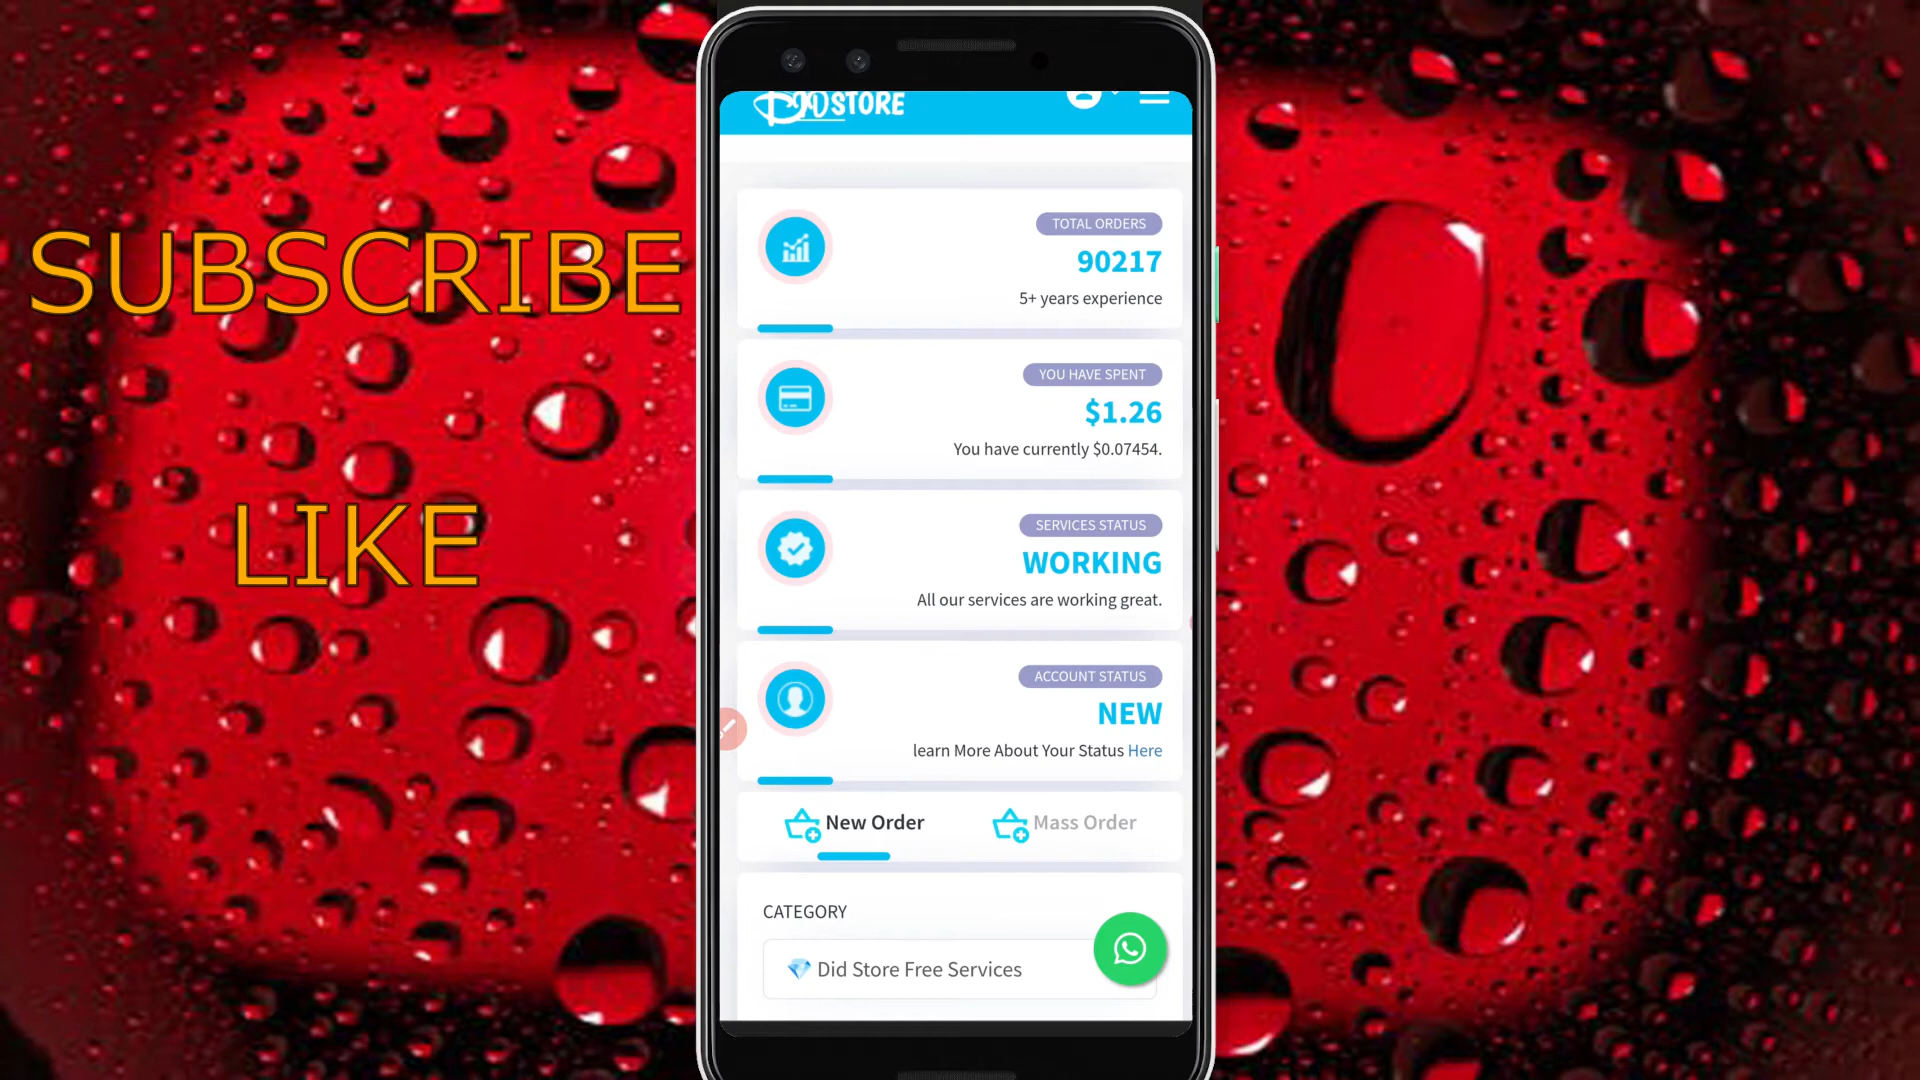 SUBSCRIBE
LIKE
DID STORE
TOTAL ORDERS
90217
5+ years experience
YOU HAVE SPENT
$1.26
You have currently $0.07454.
SERVICES STATUS
WORKING
All our services are working great.
ACCOUNT STATUS
NEW
learn More About Your Status Here
New Order
Mass Order
CATEGORY
💎 Did Store Free Services